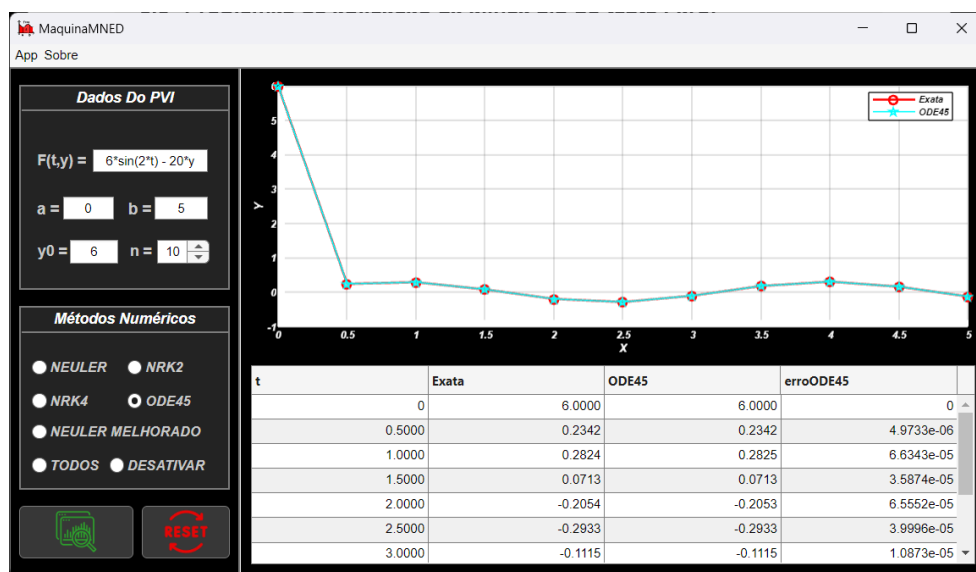 MaquinaMNED
App Sobre
Dados Do PVI
F(t,y) = 6*sin(2*t) - 20*y
a = 0 b = 5
y0 = 6 n = 10
Métodos Numéricos
NEULER NRK2
NRK4 ODE45
NEULER MELHORADO
TODOS DESATIVAR
RESET
Exata
ODE45
6
5
4
3
2
1
0
-1
Y
0 0.5 1 1.5 2 2.5 3 3.5 4 4.5 5
X
t Exata ODE45 erroODE45
0 6.0000 6.0000 0
0.5000 0.2342 0.2342 4.9733e-06
1.0000 0.2824 0.2825 6.6343e-05
1.5000 0.0713 0.0713 3.5874e-05
2.0000 -0.2054 -0.2053 6.5552e-05
2.5000 -0.2933 -0.2933 3.9996e-05
3.0000 -0.1115 -0.1115 1.0873e-05